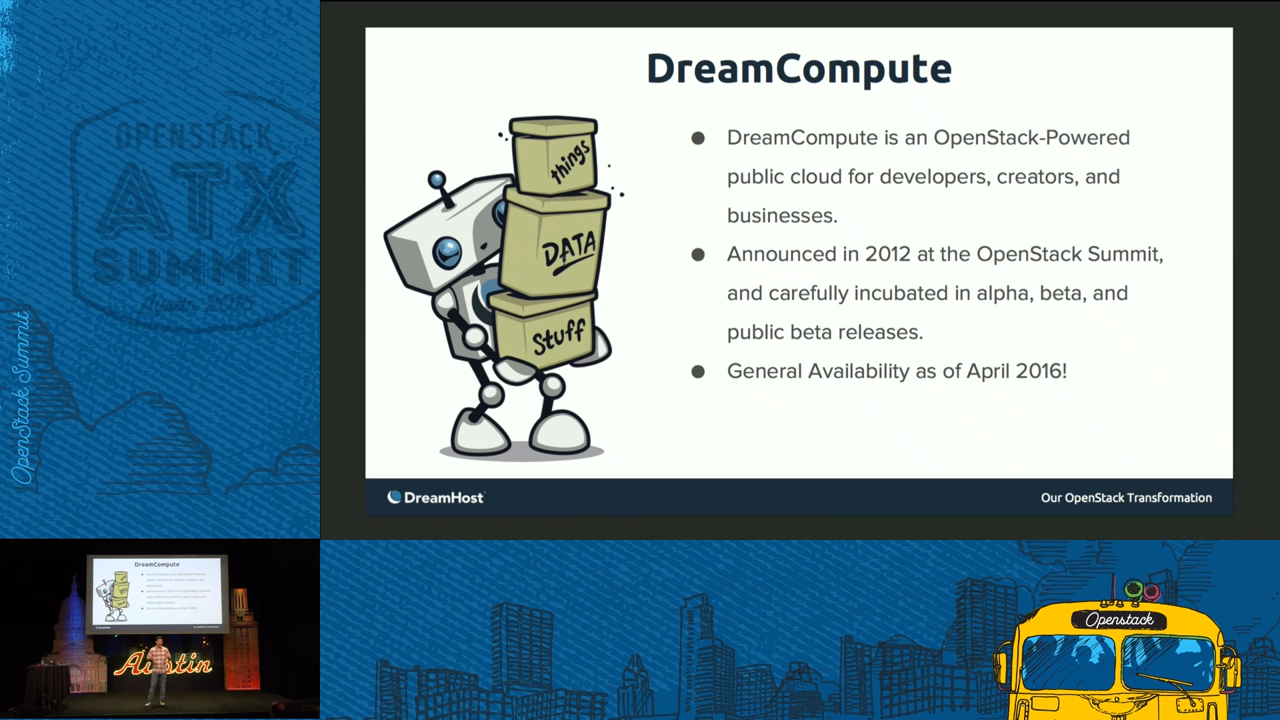 DreamCompute
things
DATA
Stuff
● DreamCompute is an OpenStack-Powered
public cloud for developers, creators, and
businesses.
● Announced in 2012 at the OpenStack Summit,
and carefully incubated in alpha, beta, and
public beta releases.
● General Availability as of April 2016!
DreamHost
Our OpenStack Transformation
OPENSTACK
ATX
SUMMIT
Austin 2016
OpenStack Summit
DreamCompute
Austin
Openstack